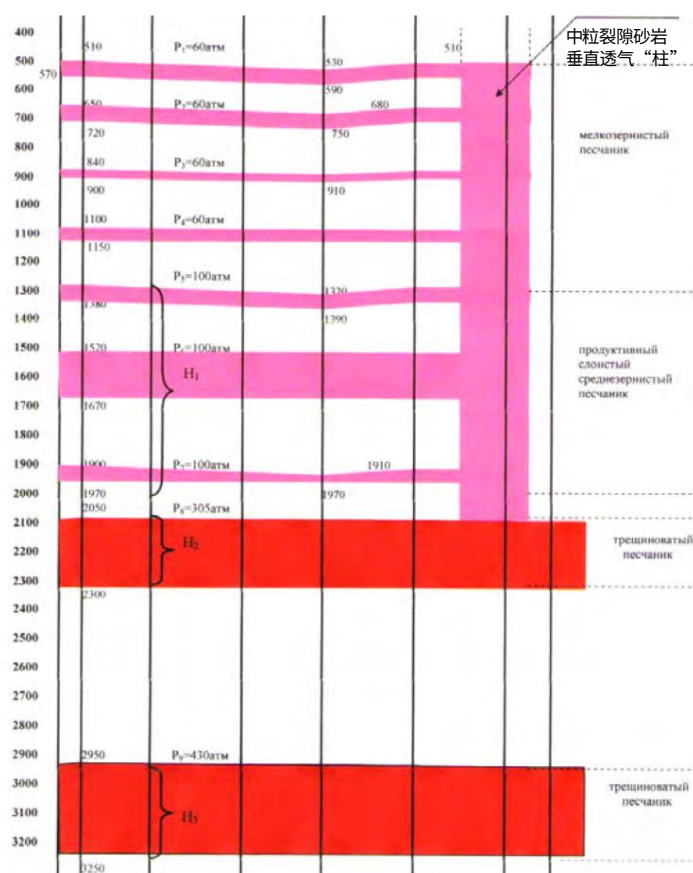 400
500
600
700
800
900
1000
1100
1200
1300
1400
1500
1600
1700
1800
1900
2000
2100
2200
2300
2400
2500
2600
2700
2800
2900
3000
3100
3200
510
P₁=60атм
530
510
570
590
650
P₂=60атм
680
720
750
840
P₃=60атм
900
910
1100
P₄=60атм
1150
P₅=100атм
1320
1380
1390
1520
P₆=100атм
H₁
1670
1900
P₇=100атм
1910
1970
1970
2050
P₈=305атм
H₂
2300
2950
P₉=430атм
H₃
3250
中粒裂隙砂岩
垂直透气“柱”
мелкозернистый
песчаник
продуктивный
слоистый
среднезернистый
песчаник
трещиноватый
песчаник
трещиноватый
песчаник